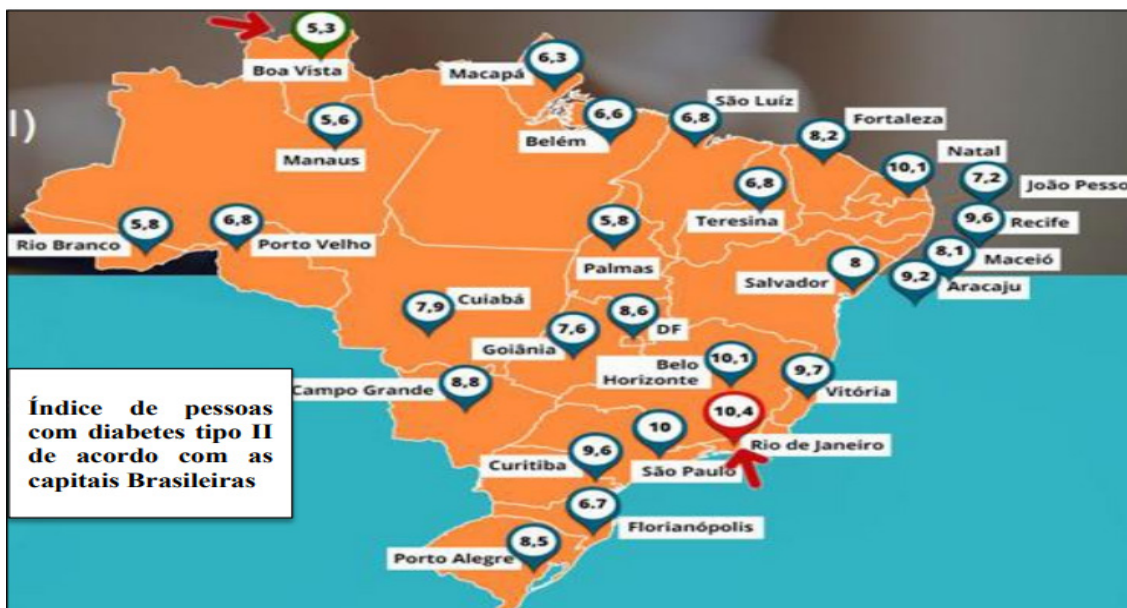 5,3
Boa Vista
6,3
Macapá
l)
5,6
Manaus
6,6
Belém
6,8
São Luíz
8,2
Fortaleza
10,1
Natal
7,2
João Pesso
6,8
Teresina
5,8
Rio Branco
6,8
Porto Velho
5,8
Palmas
9,6
Recife
8,1
Maceió
8
Salvador
9,2
Aracaju
7,9
Cuiabá
7,6
Goiânia
8,6
DF
10,1
Belo
Horizonte
9,7
Vitória
8,8
Campo Grande
10,4
Rio de Janeiro
10
São Paulo
9,6
Curitiba
6.7
Florianópolis
8,5
Porto Alegre
Índice de pessoas
com diabetes tipo II
de acordo com as
capitais Brasileiras